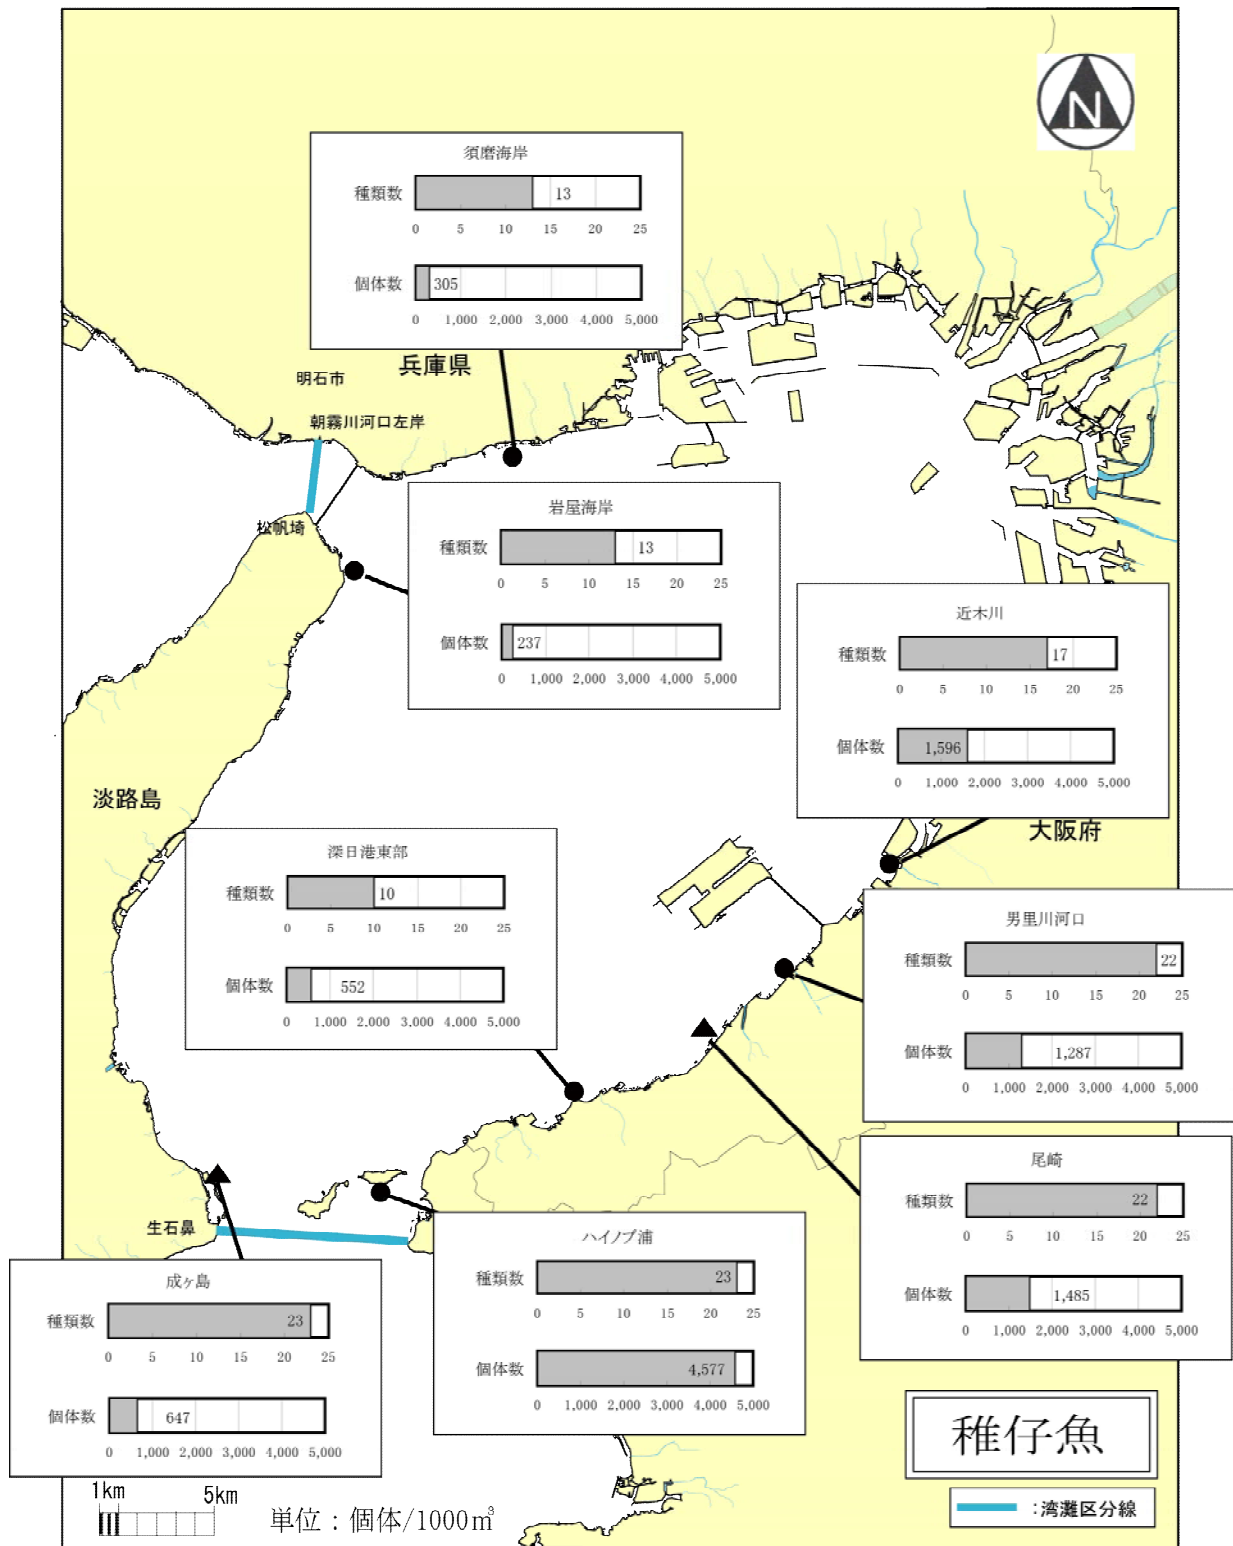 N
須磨海岸
種類数 13
0 5 10 15 20 25
個体数 305
0 1,000 2,000 3,000 4,000 5,000
兵庫県
明石市
朝霧川河口左岸
松帆埼
岩屋海岸
種類数 13
0 5 10 15 20 25
個体数 237
0 1,000 2,000 3,000 4,000 5,000
近木川
種類数 17
0 5 10 15 20 25
個体数 1,596
0 1,000 2,000 3,000 4,000 5,000
淡路島
大阪府
深日港東部
種類数 10
0 5 10 15 20 25
個体数 552
0 1,000 2,000 3,000 4,000 5,000
男里川河口
種類数 22
0 5 10 15 20 25
個体数 1,287
0 1,000 2,000 3,000 4,000 5,000
尾崎
種類数 22
0 5 10 15 20 25
個体数 1,485
0 1,000 2,000 3,000 4,000 5,000
生石鼻
ハイノブ浦
種類数 23
0 5 10 15 20 25
個体数 4,577
0 1,000 2,000 3,000 4,000 5,000
成ヶ島
種類数 23
0 5 10 15 20 25
個体数 647
0 1,000 2,000 3,000 4,000 5,000
稚仔魚
:湾灘区分線
1km 5km
単位：個体/1000㎥